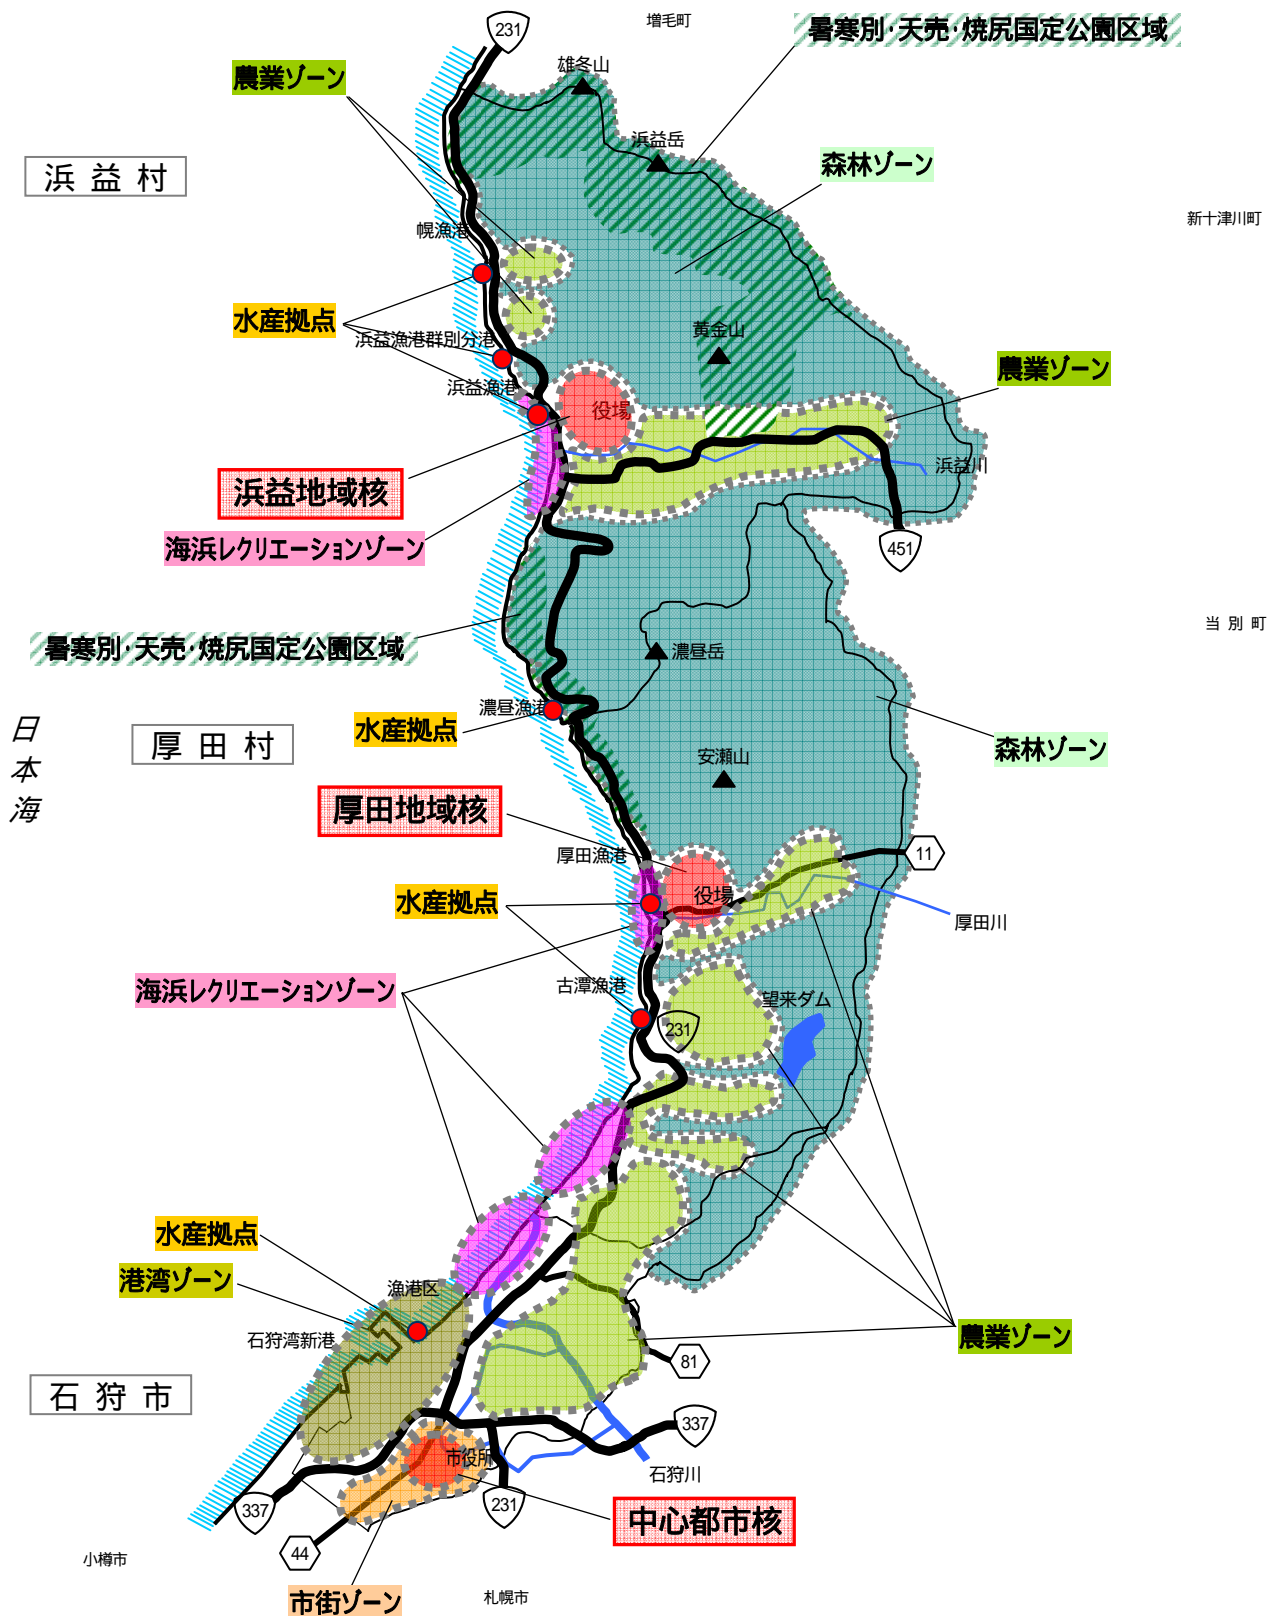 231
増毛町
暑寒別･天売･焼尻国定公園区域
雄冬山
農業ゾーン
浜益岳
森林ゾーン
浜益村
新十津川町
幌漁港
水産拠点
黄金山
浜益漁港群別分港
農業ゾーン
浜益漁港
役場
浜益川
浜益地域核
海浜レクリエーションゾーン
451
当別町
暑寒別･天売･焼尻国定公園区域
濃昼岳
濃昼漁港
日本海
水産拠点
厚田村
森林ゾーン
安瀬山
厚田地域核
厚田漁港
11
水産拠点
役場
厚田川
古潭漁港
海浜レクリエーションゾーン
望来ダム
231
水産拠点
港湾ゾーン
漁港区
石狩湾新港
農業ゾーン
81
石狩市
337
市役所
石狩川
337
231
中心都市核
44
小樽市
市街ゾーン
札幌市